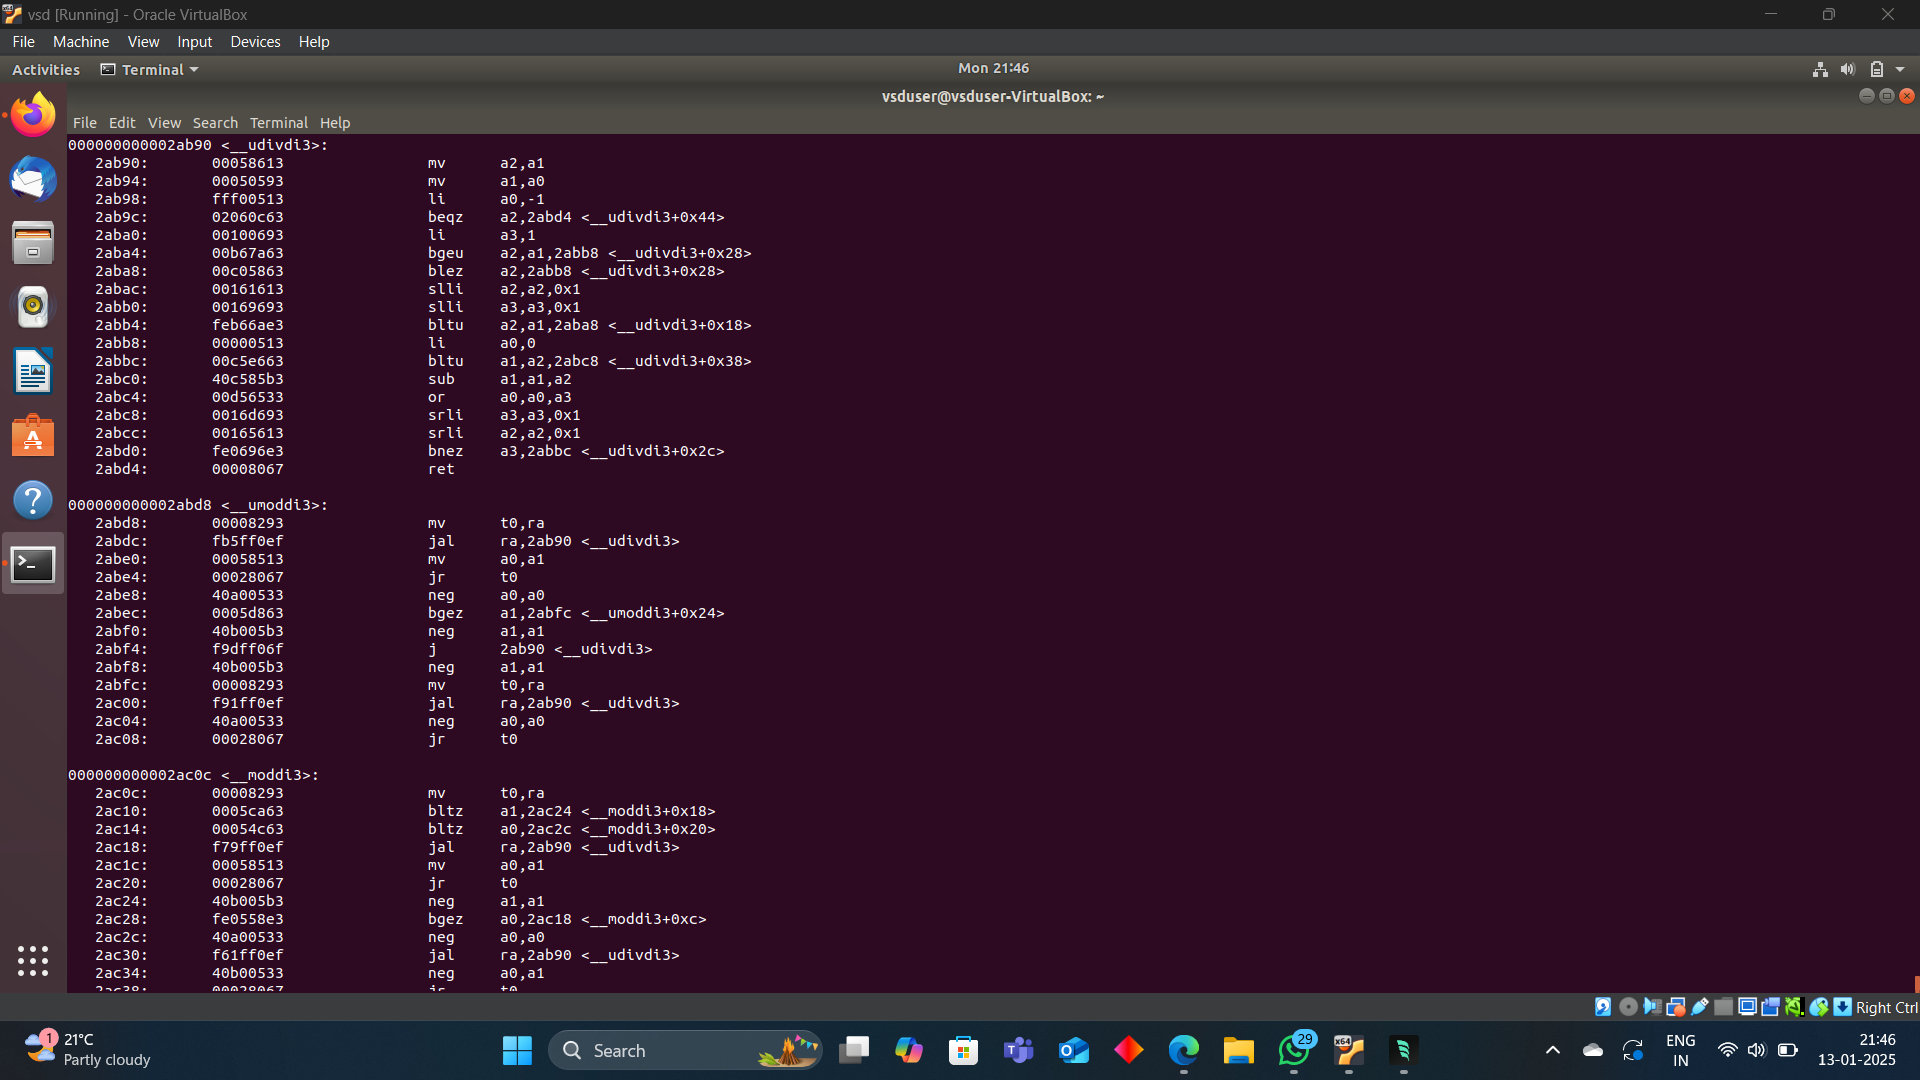 vsd [Running] - Oracle VirtualBox
File Machine View Input Devices Help
Activities Terminal Mon 21:46
vsduser@vsduser-VirtualBox: ~
File Edit View Search Terminal Help
000000000002ab90 <__udivdi3>:
2ab90: 00058613 mv a2,a1
2ab94: 00050593 mv a1,a0
2ab98: fff00513 li a0,-1
2ab9c: 02060c63 beqz a2,2abd4 <__udivdi3+0x44>
2aba0: 00100693 li a3,1
2aba4: 00b67a63 bgeu a2,a1,2abb8 <__udivdi3+0x28>
2aba8: 00c05863 blez a2,2abb8 <__udivdi3+0x28>
2abac: 00161613 slli a2,a2,0x1
2abb0: 00169693 slli a3,a3,0x1
2abb4: feb66ae3 bltu a2,a1,2aba8 <__udivdi3+0x18>
2abb8: 00000513 li a0,0
2abbc: 00c5e663 bltu a1,a2,2abc8 <__udivdi3+0x38>
2abc0: 40c585b3 sub a1,a1,a2
2abc4: 00d56533 or a0,a0,a3
2abc8: 0016d693 srli a3,a3,0x1
2abcc: 00165613 srli a2,a2,0x1
2abd0: fe0696e3 bnez a3,2abbc <__udivdi3+0x2c>
2abd4: 00008067 ret
000000000002abd8 <__umoddi3>:
2abd8: 00008293 mv t0,ra
2abdc: fb5ff0ef jal ra,2ab90 <__udivdi3>
2abe0: 00058513 mv a0,a1
2abe4: 00028067 jr t0
2abe8: 40a00533 neg a0,a0
2abec: 0005d863 bgez a1,2abfc <__umoddi3+0x24>
2abf0: 40b005b3 neg a1,a1
2abf4: f9dff06f j 2ab90 <__udivdi3>
2abf8: 40b005b3 neg a1,a1
2abfc: 00008293 mv t0,ra
2ac00: f91ff0ef jal ra,2ab90 <__udivdi3>
2ac04: 40a00533 neg a0,a0
2ac08: 00028067 jr t0
000000000002ac0c <__moddi3>:
2ac0c: 00008293 mv t0,ra
2ac10: 0005ca63 bltz a1,2ac24 <__moddi3+0x18>
2ac14: 00054c63 bltz a0,2ac2c <__moddi3+0x20>
2ac18: f79ff0ef jal ra,2ab90 <__udivdi3>
2ac1c: 00058513 mv a0,a1
2ac20: 00028067 jr t0
2ac24: 40b005b3 neg a1,a1
2ac28: fe0558e3 bgez a0,2ac18 <__moddi3+0xc>
2ac2c: 40a00533 neg a0,a0
2ac30: f61ff0ef jal ra,2ab90 <__udivdi3>
2ac34: 40b00533 neg a0,a1
2ac38: 00028067 jr t0
Right Ctrl
1 21°C
Partly cloudy
Search
29
x64
ENG
IN
21:46
13-01-2025